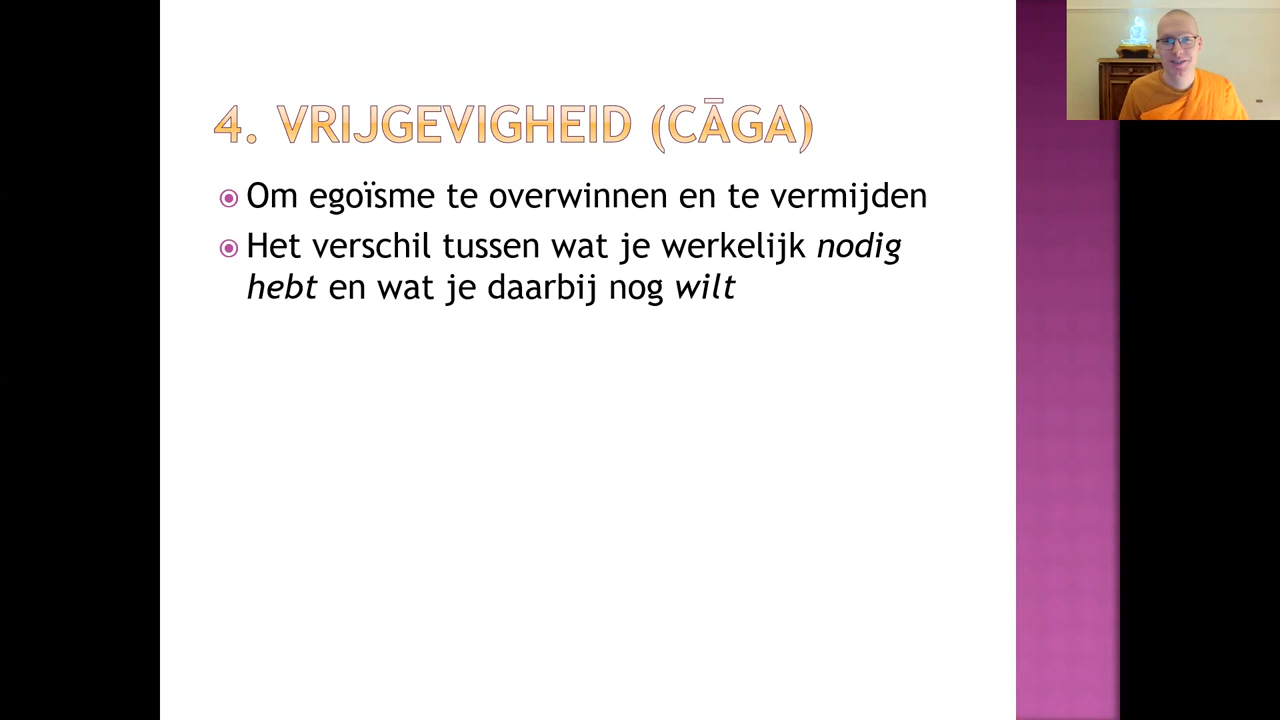 4. VRIJGEVIGHEID (CĀGA)
Om egoïsme te overwinnen en te vermijden
Het verschil tussen wat je werkelijk nodig
hebt en wat je daarbij nog wilt